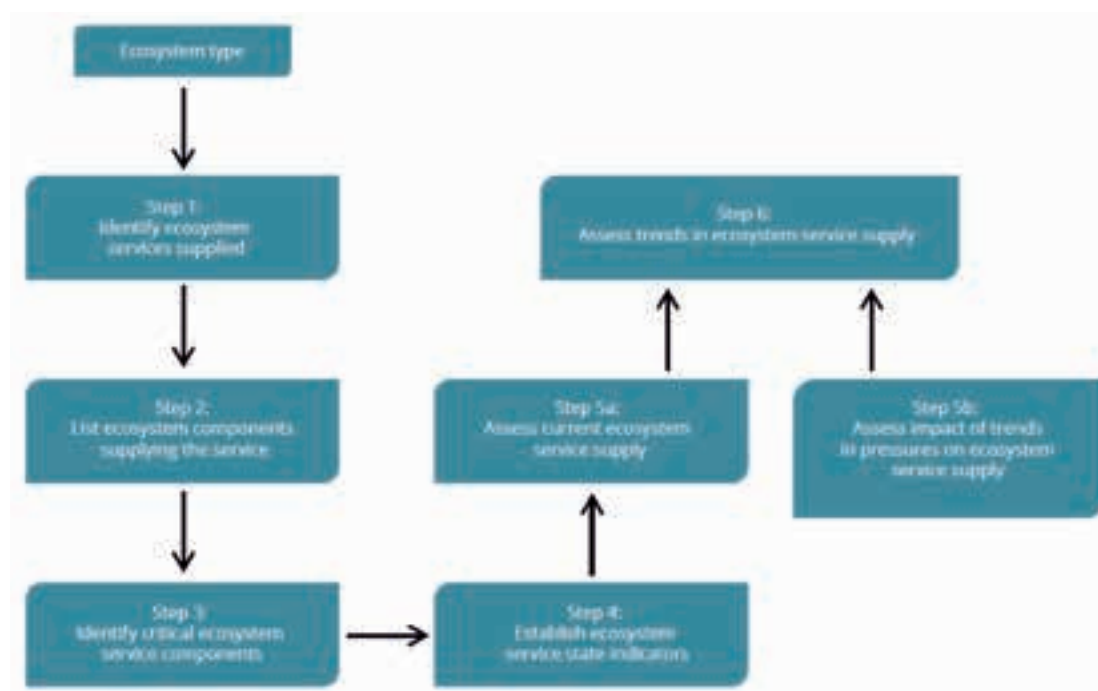 Ecosystem type
Step 1:
Identify ecosystem
services supplied
Step 2:
List ecosystem components
supplying the service
Step 3:
Identify critical ecosystem
service components
Step 4:
Establish ecosystem
service state indicators
Step 5a:
Assess current ecosystem
service supply
Step 5b:
Assess impact of trends
in pressures on ecosystem
service supply
Step 6:
Assess trends in ecosystem service supply